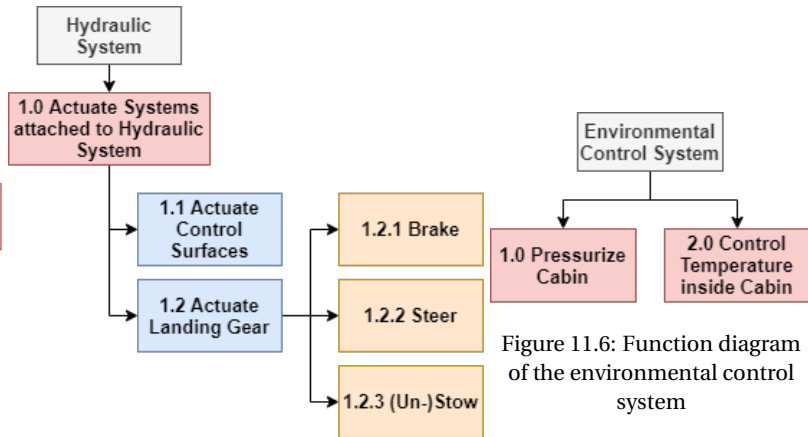 Hydraulic
System
1.0 Actuate Systems
attached to Hydraulic
System
1.1 Actuate
Control
Surfaces
1.2 Actuate
Landing Gear
1.2.1 Brake
1.2.2 Steer
1.2.3 (Un-)Stow
Environmental
Control System
1.0 Pressurize
Cabin
2.0 Control
Temperature
inside Cabin
Figure 11.6: Function diagram
of the environmental control
system